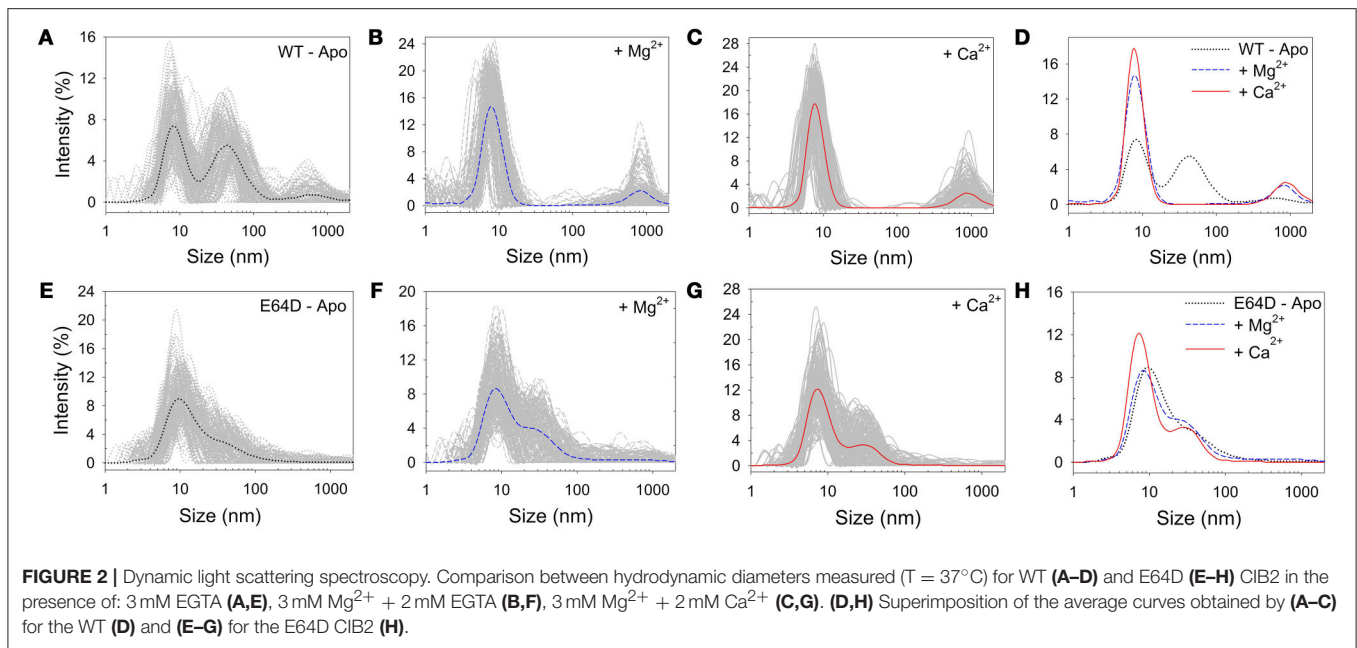 A
WT - Apo
Intensity (%)
16
12
8
4
0
1 10 100 1000
Size (nm)
B
+ Mg2+
24
20
16
12
8
4
0
1 10 100 1000
Size (nm)
C
+ Ca2+
28
24
20
16
12
8
4
0
1 10 100 1000
Size (nm)
D
WT - Apo
+ Mg2+
+ Ca2+
16
12
8
4
0
1 10 100 1000
Size (nm)
E
E64D - Apo
Intensity (%)
24
20
16
12
8
4
0
1 10 100 1000
Size (nm)
F
+ Mg2+
20
16
12
8
4
0
1 10 100 1000
Size (nm)
G
+ Ca2+
28
24
20
16
12
8
4
0
1 10 100 1000
Size (nm)
H
E64D - Apo
+ Mg2+
+ Ca2+
16
12
8
4
0
1 10 100 1000
Size (nm)
FIGURE 2 | Dynamic light scattering spectroscopy. Comparison between hydrodynamic diameters measured (T = 37°C) for WT (A–D) and E64D (E–H) CIB2 in the
presence of: 3 mM EGTA (A,E), 3 mM Mg2+ + 2 mM EGTA (B,F), 3 mM Mg2+ + 2 mM Ca2+ (C,G). (D,H) Superimposition of the average curves obtained by (A–C)
for the WT (D) and (E–G) for the E64D CIB2 (H).